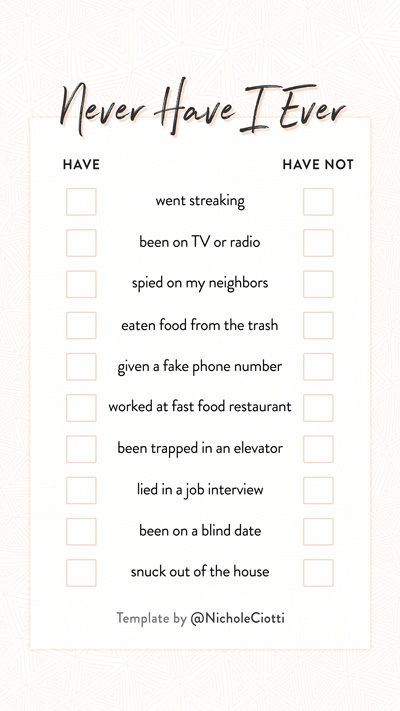 Never Have I Ever
HAVE HAVE NOT
went streaking
been on TV or radio
spied on my neighbors
eaten food from the trash
given a fake phone number
worked at fast food restaurant
been trapped in an elevator
lied in a job interview
been on a blind date
snuck out of the house
Template by @NicholeCiotti